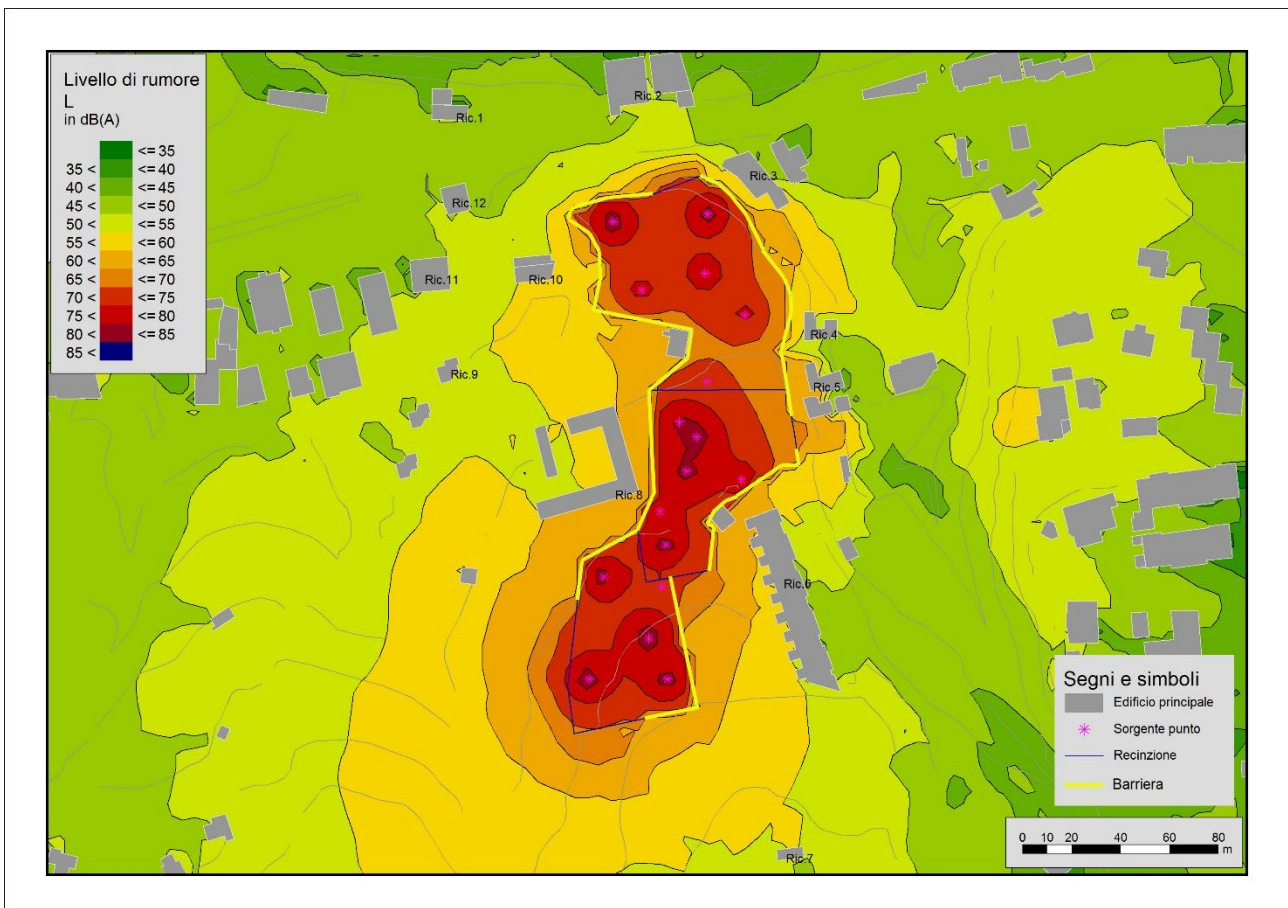 Livello di rumore
L
in dB(A)
<= 35
35 < <= 40
40 < <= 45
45 < <= 50
50 < <= 55
55 < <= 60
60 < <= 65
65 < <= 70
70 < <= 75
75 < <= 80
80 < <= 85
85 <
Ric.2
Ric.1
Ric.3
Ric.12
Ric.11
Ric.10
Ric.4
Ric.9
Ric.5
Ric.8
Ric.6
Ric.7
Segni e simboli
Edificio principale
Sorgente punto
Recinzione
Barriera
0 10 20 40 60 80
m